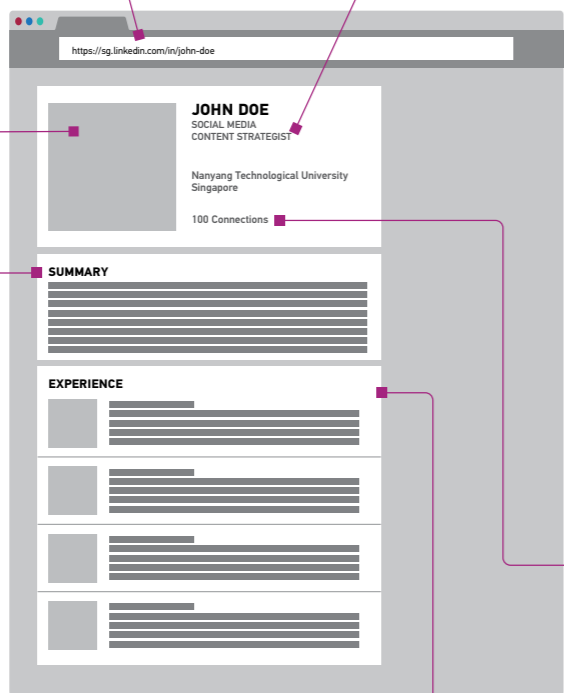 https://sg.linkedin.com/in/john-doe
JOHN DOE
SOCIAL MEDIA
CONTENT STRATEGIST
Nanyang Technological University
Singapore
100 Connections
SUMMARY
EXPERIENCE